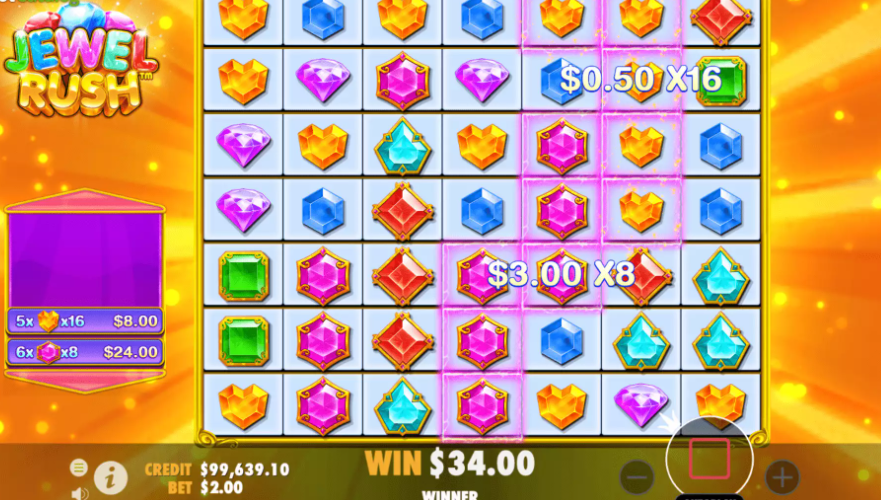 JEWEL
RUSH™
$0.50 X16
$3.00 X8
5x x16 $8.00
6x x8 $24.00
CREDIT $99,639.10
BET $2.00
WIN $34.00
WINNER